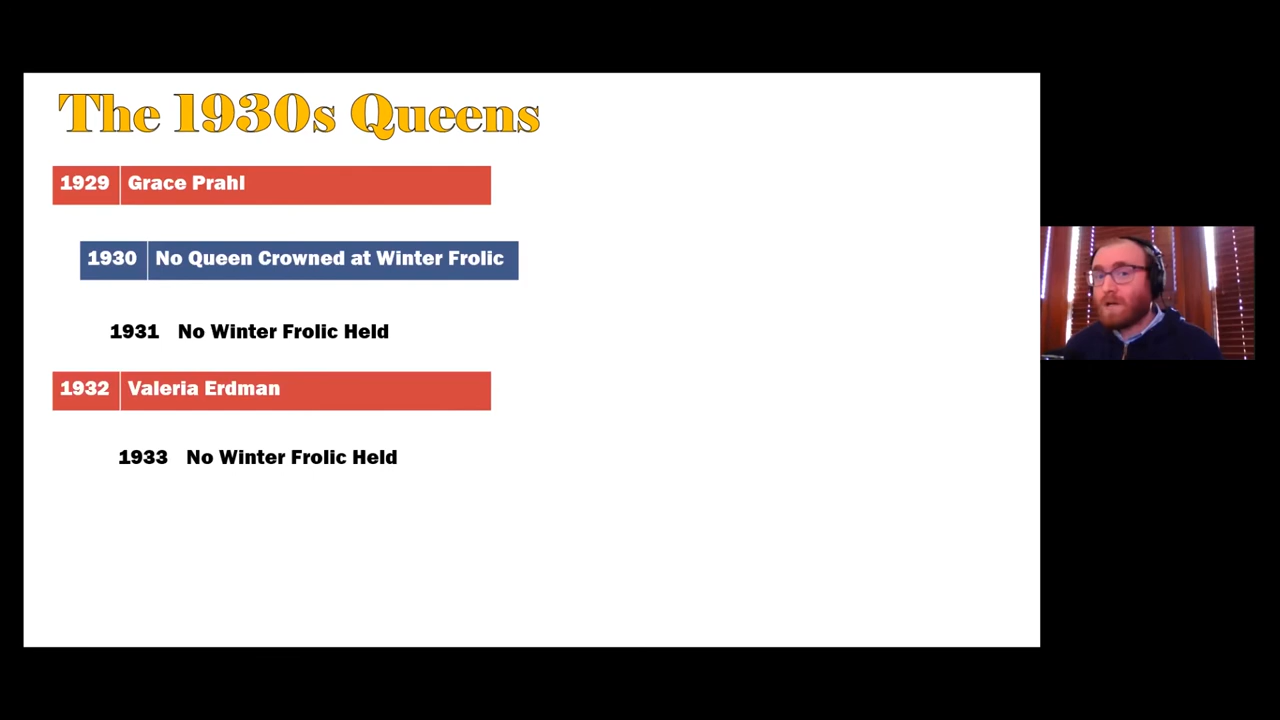 The 1930s Queens
1929 Grace Prahl
1930 No Queen Crowned at Winter Frolic
1931 No Winter Frolic Held
1932 Valeria Erdman
1933 No Winter Frolic Held